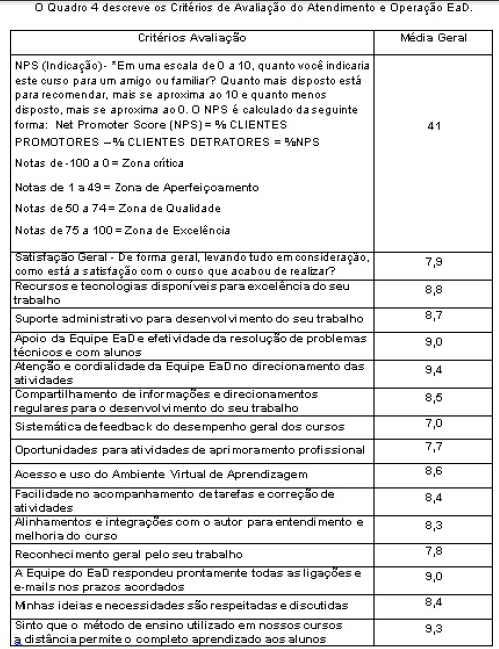 O Quadro 4 descreve os Critérios de Avaliação do Atendimento e Operação EaD.
Critérios Avaliação Média Geral
NPS (Indicação)- "Em uma escala de 0 a 10, quanto você indicaria
este curso para um amigo ou familiar? Quanto mais disposto está
para recomendar, mais se aproxima ao 10 e quanto menos
disposto, mais se aproxima ao 0. O NPS é calculado da seguinte
forma: Net Promoter Score (NPS) = % CLIENTES
PROMOTORES – % CLIENTES DETRATORES = %NPS
Notas de -100 a 0 = Zona crítica
Notas de 1 a 49 = Zona de Aperfeiçoamento
Notas de 50 a 74 = Zona de Qualidade
Notas de 75 a 100 = Zona de Excelência
41
Satisfação Geral - De forma geral, levando tudo em consideração,
como está a satisfação com o curso que acabou de realizar?
7,9
Recursos e tecnologias disponíveis para excelência do seu
trabalho
8,8
Suporte administrativo para desenvolvimento do seu trabalho 8,7
Apoio da Equipe EaD e efetividade da resolução de problemas
técnicos e com alunos
9,0
Atenção e cordialidade da Equipe EaD no direcionamento das
atividades
9,4
Compartilhamento de informações e direcionamentos
regulares para o desenvolvimento do seu trabalho
8,5
Sistemática de feedback do desempenho geral dos cursos 7,0
Oportunidades para atividades de aprimoramento profissional 7,7
Acesso e uso do Ambiente Virtual de Aprendizagem 8,6
Facilidade no acompanhamento de tarefas e correção de
atividades
8,4
Alinhamentos e integrações com o autor para entendimento e
melhoria do curso
8,3
Reconhecimento geral pelo seu trabalho 7,8
A Equipe do EaD respondeu prontamente todas as ligações e
e-mails nos prazos acordados
9,0
Minhas ideias e necessidades são respeitadas e discutidas 8,4
Sinto que o método de ensino utilizado em nossos cursos
a distância permite o completo aprendizado aos alunos
9,3